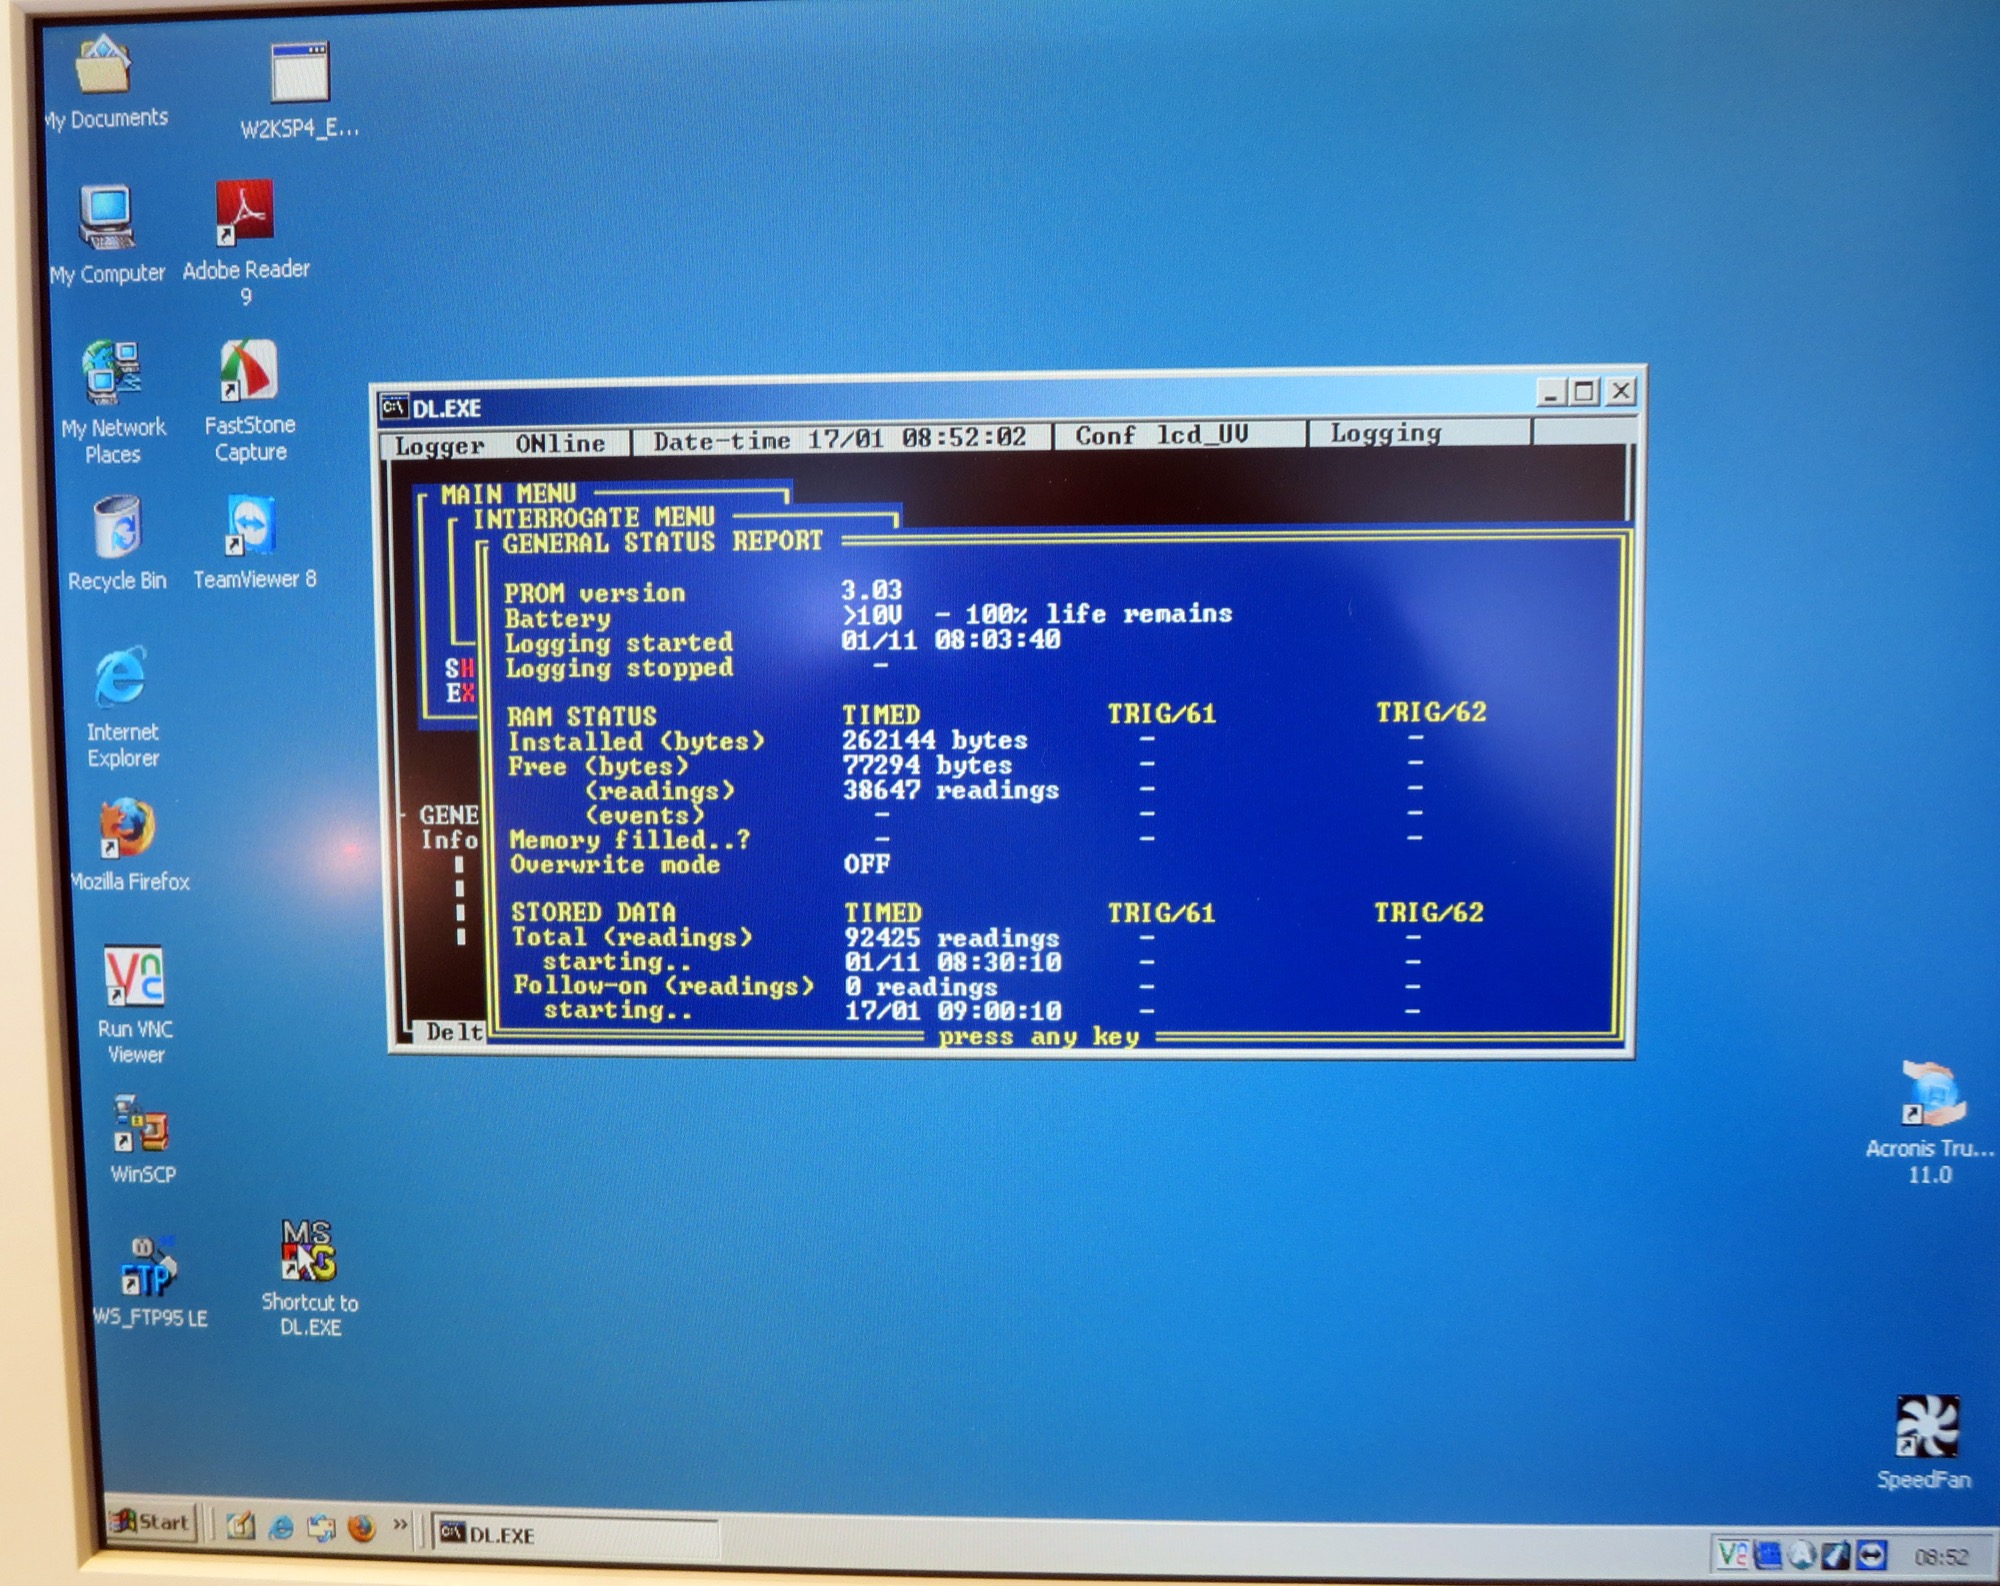 My Documents
W2KSP4_E...
My Computer
Adobe Reader
9
My Network
Places
FastStone
Capture
Recycle Bin
TeamViewer 8
Internet
Explorer
Mozilla Firefox
Run VNC
Viewer
WinSCP
WS_FTP95 LE
MS
Shortcut to
DL.EXE
Acronis Tru...
11.0
SpeedFan
C:\ DL.EXE
Logger ONline Date-time 17/01 08:52:02 Conf lcd_UV Logging
MAIN MENU
INTERROGATE MENU
GENERAL STATUS REPORT
PROM version 3.03
Battery >10V - 100% life remains
Logging started 01/11 08:03:40
SH Logging stopped -
EX
RAM STATUS TIMED TRIG/61 TRIG/62
Installed (bytes) 262144 bytes - -
Free (bytes) 77294 bytes - -
(readings) 38647 readings - -
GENE (events) - - -
Info Memory filled..? - - -
Overwrite mode OFF
STORED DATA TIMED TRIG/61 TRIG/62
Total (readings) 92425 readings - -
starting.. 01/11 08:30:10 - -
Follow-on (readings) 0 readings - -
starting.. 17/01 09:00:10 - -
Delt press any key
Start » C:\ DL.EXE 08:52